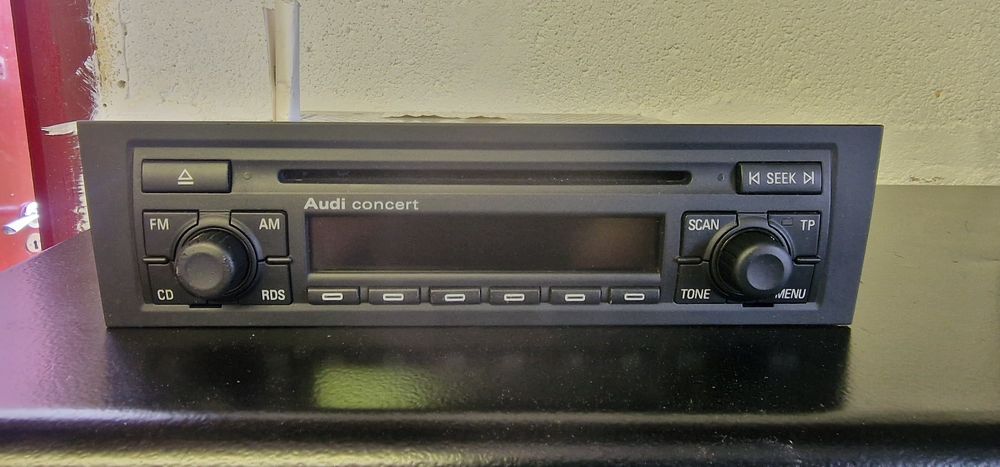 SEEK
Audi concert
FM AM
SCAN TP
CD RDS
TONE MENU